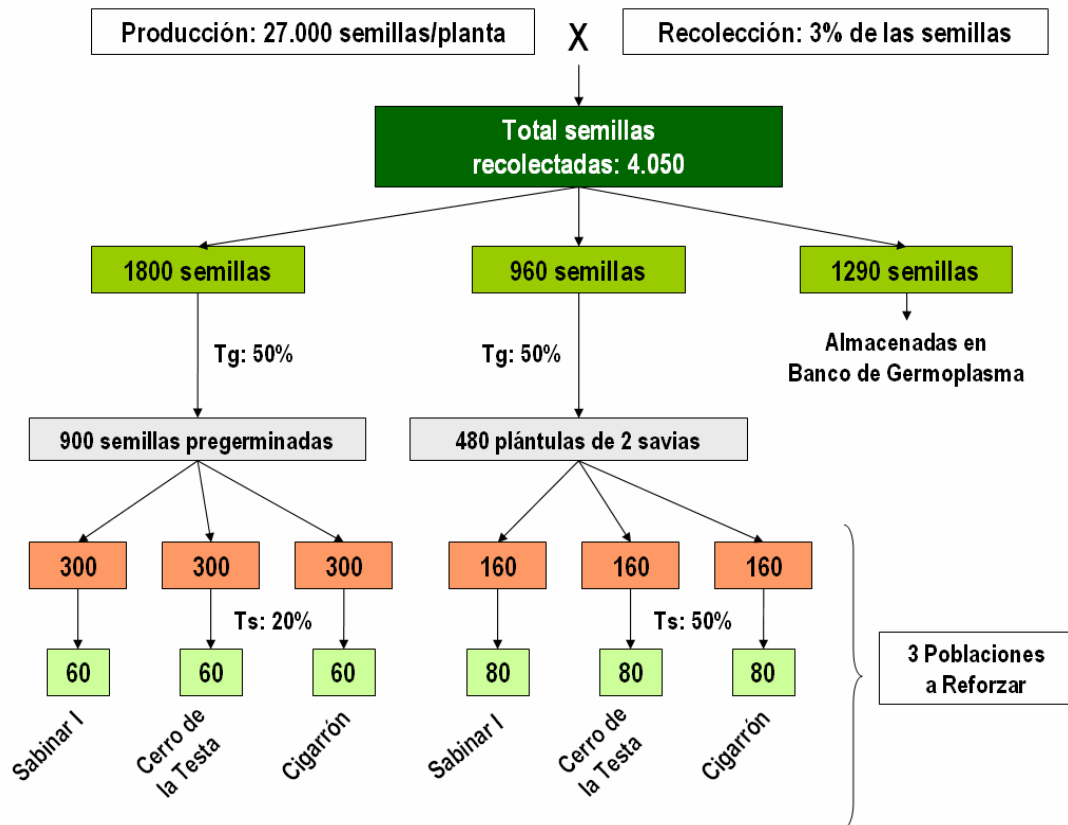 Producción: 27.000 semillas/planta
X
Recolección: 3% de las semillas
Total semillas
recolectadas: 4.050
1800 semillas
960 semillas
1290 semillas
Tg: 50%
Tg: 50%
Almacenadas en
Banco de Germoplasma
900 semillas pregerminadas
480 plántulas de 2 savias
300
300
300
160
160
160
Ts: 20%
Ts: 50%
60
60
60
80
80
80
3 Poblaciones
a Reforzar
Sabinar I
Cerro de
la Testa
Cigarrón
Sabinar I
Cerro de
la Testa
Cigarrón